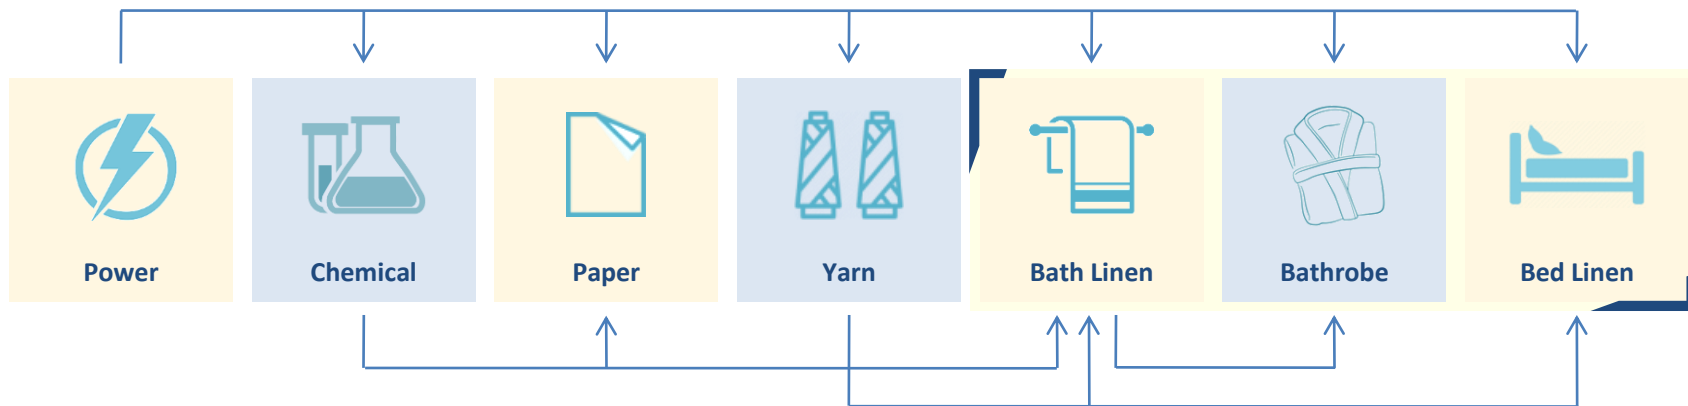 Power
Chemical
Paper
Yarn
Bath Linen
Bathrobe
Bed Linen